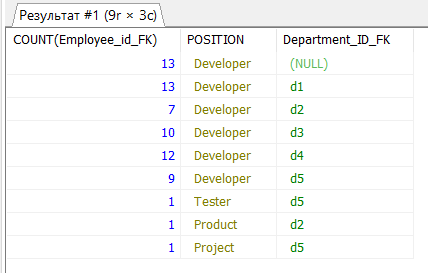 Результат #1 (9r × 3c)
COUNT(Employee_id_FK) POSITION Department_ID_FK
13 Developer (NULL)
13 Developer d1
7 Developer d2
10 Developer d3
12 Developer d4
9 Developer d5
1 Tester d5
1 Product d2
1 Project d5